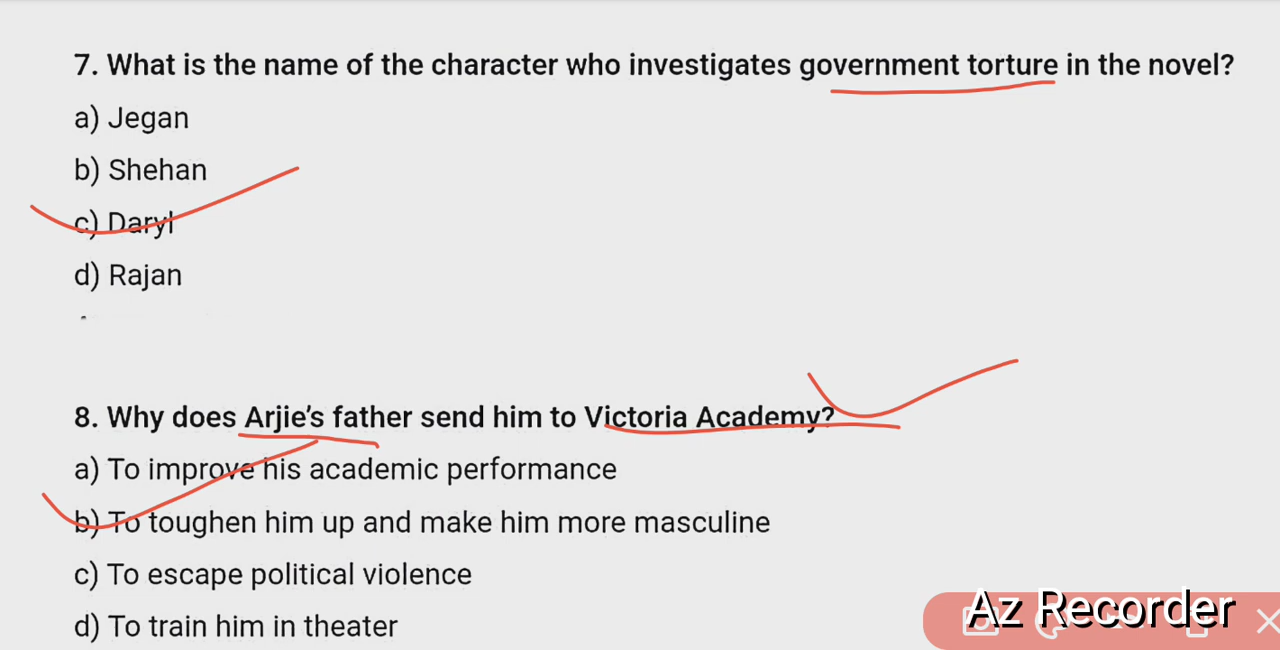 7. What is the name of the character who investigates government torture in the novel?
a) Jegan
b) Shehan
c) Daryl
d) Rajan
8. Why does Arjie's father send him to Victoria Academy?
a) To improve his academic performance
b) To toughen him up and make him more masculine
c) To escape political violence
d) To train him in theater
Az Recorder